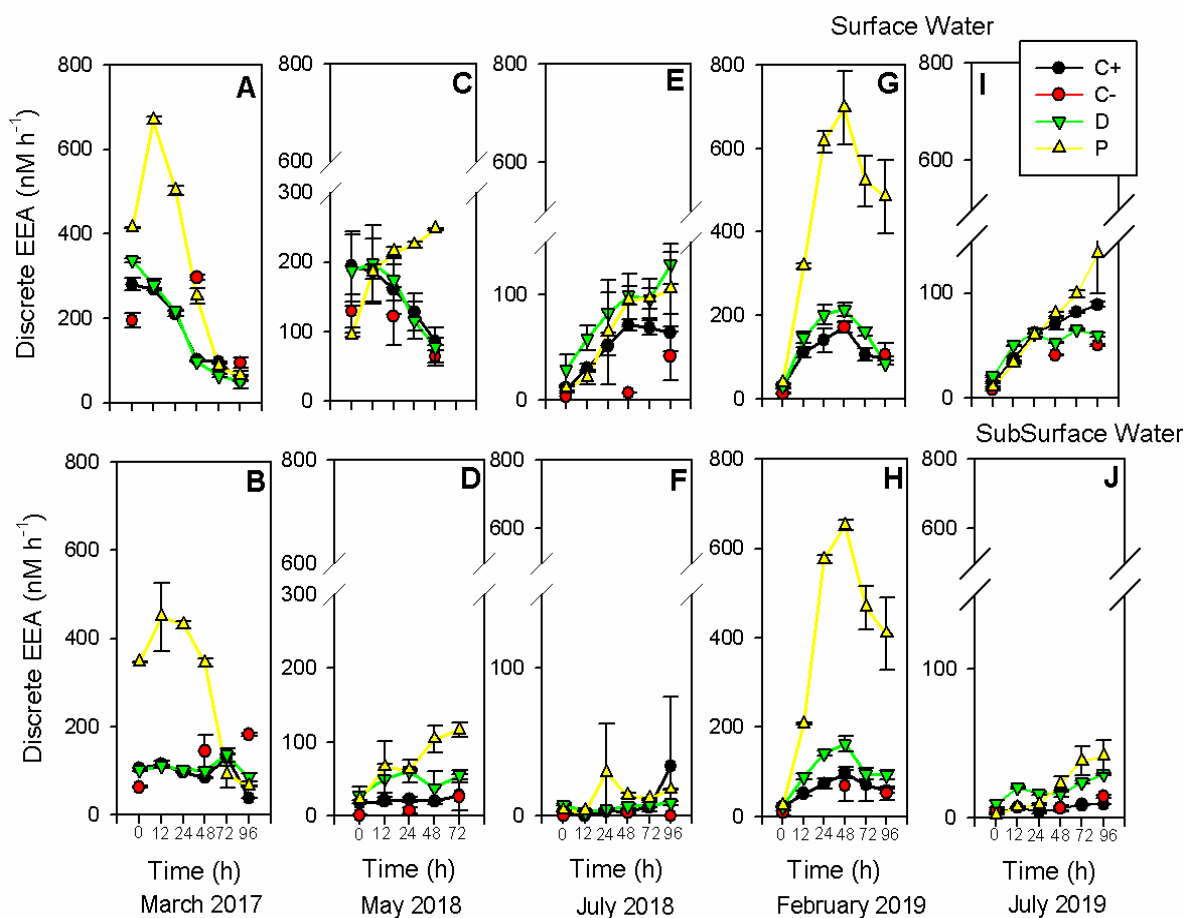 Surface Water
C+
C-
D
P
Discrete EEA (nM h⁻¹)
800
600
400
200
0
A
800
600
300
200
100
0
C
800
600
100
0
E
800
600
400
200
0
G
800
600
100
0
I
SubSurface Water
Discrete EEA (nM h⁻¹)
800
600
400
200
0
B
800
600
300
200
100
0
D
800
600
100
0
F
800
600
400
200
0
H
800
600
100
0
J
0 12 24 48 72 96
0 12 24 48 72
0 12 24 48 72 96
0 12 24 48 72 96
0 12 24 48 72 96
Time (h) Time (h) Time (h) Time (h) Time (h)
March 2017 May 2018 July 2018 February 2019 July 2019